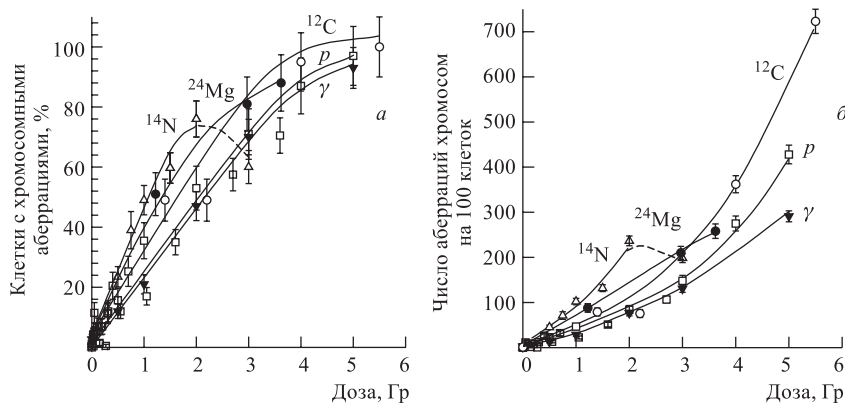 Клетки с хромосомными
аберрациями, %
100
80
60
40
20
0
1
2
3
4
5
6
Доза, Гр
¹⁴N
²⁴Mg
¹²C
p
γ
а
Число аберраций хромосом
на 100 клеток
700
600
500
400
300
200
100
0
1
2
3
4
5
6
Доза, Гр
¹⁴N
²⁴Mg
¹²C
p
γ
б